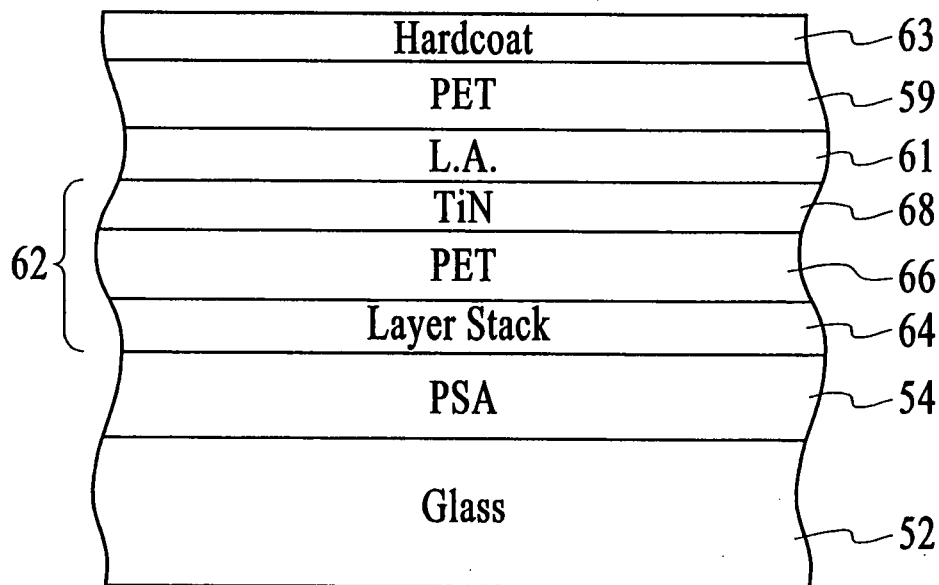 Hardcoat 63
PET 59
L.A. 61
TiN 68
62 PET 66
Layer Stack 64
PSA 54
Glass 52